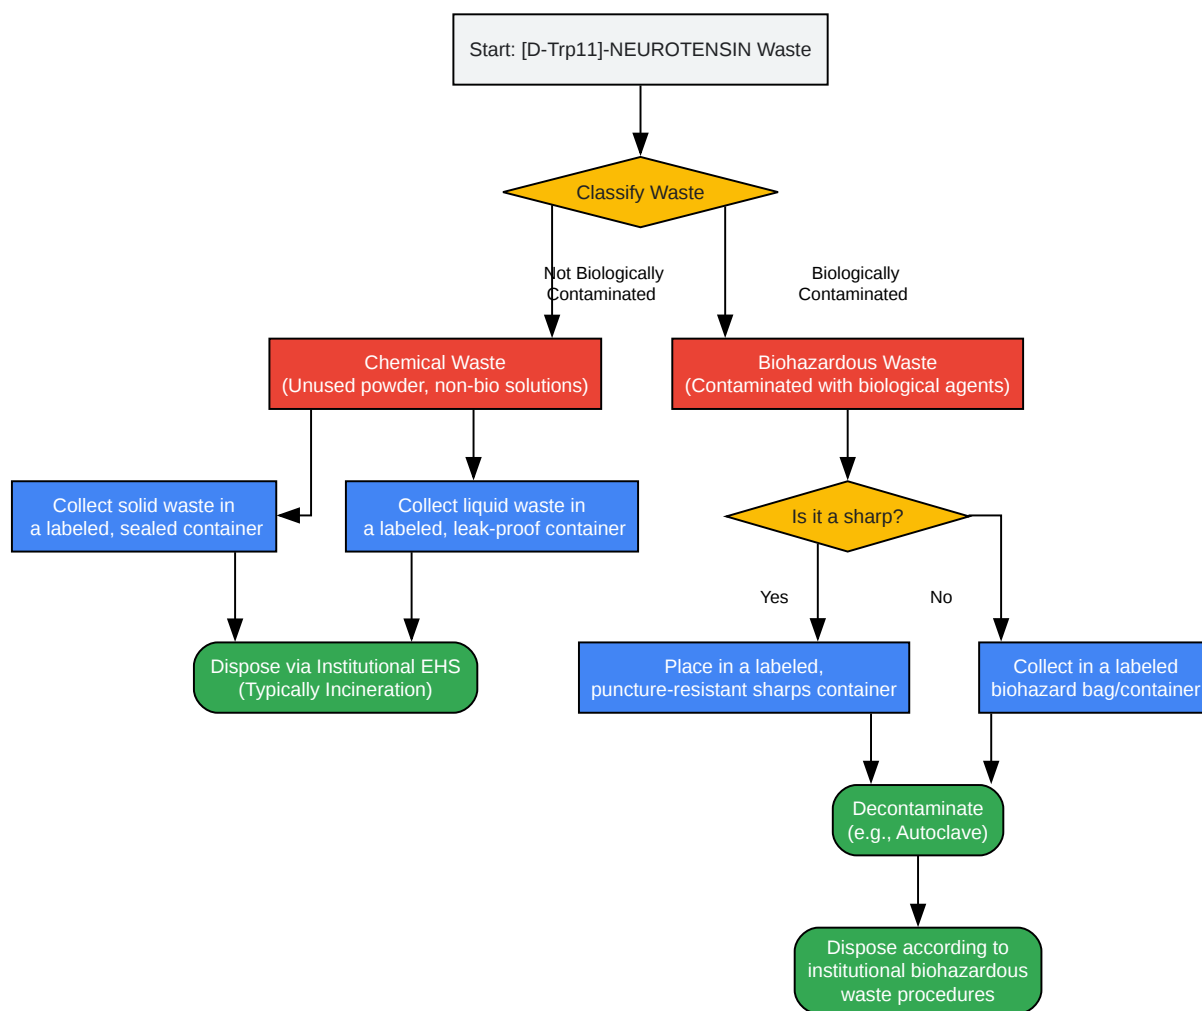 Start: [D-Trp11]-NEUROTENSIN Waste
Classify Waste
Not Biologically
Contaminated
Biologically
Contaminated
Chemical Waste
(Unused powder, non-bio solutions)
Biohazardous Waste
(Contaminated with biological agents)
Collect solid waste in
a labeled, sealed container
Collect liquid waste in
a labeled, leak-proof container
Is it a sharp?
Yes
No
Dispose via Institutional EHS
(Typically Incineration)
Place in a labeled,
puncture-resistant sharps container
Collect in a labeled
biohazard bag/container
Decontaminate
(e.g., Autoclave)
Dispose according to
institutional biohazardous
waste procedures